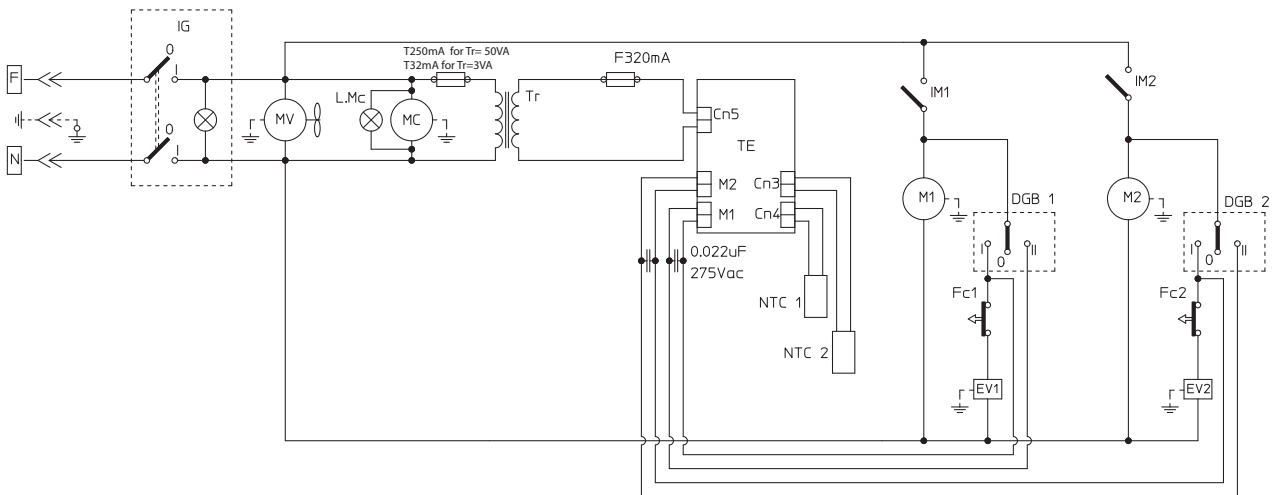 IG
0
I
F
N
0
I
MV
L.Mc
MC
T250mA for Tr= 50VA
T32mA for Tr=3VA
Tr
F320mA
Cn5
TE
M2
Cn3
M1
Cn4
0.022uF
275Vac
NTC 1
NTC 2
IM1
M1
DGB 1
I
0
II
Fc1
EV1
IM2
M2
DGB 2
I
0
II
Fc2
EV2